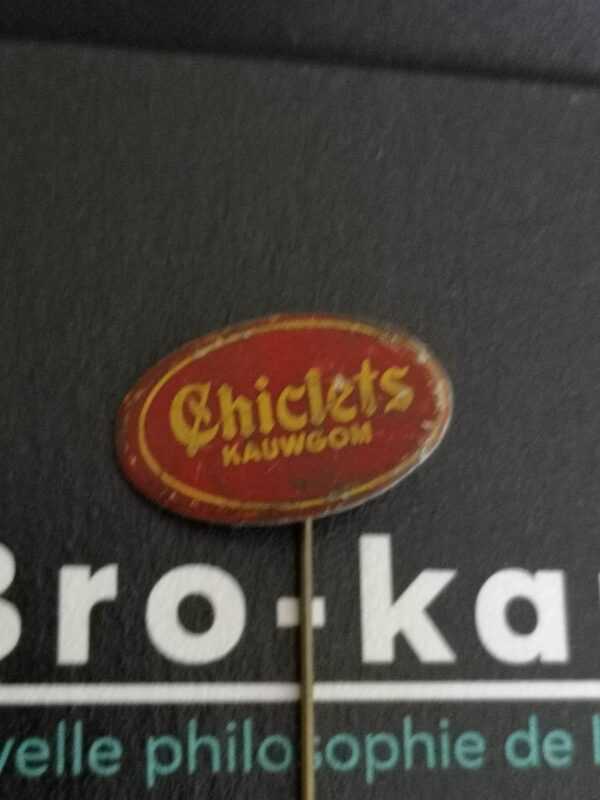 Chiclets
KAUWGOM
Bro-ka
velle philosophie de l